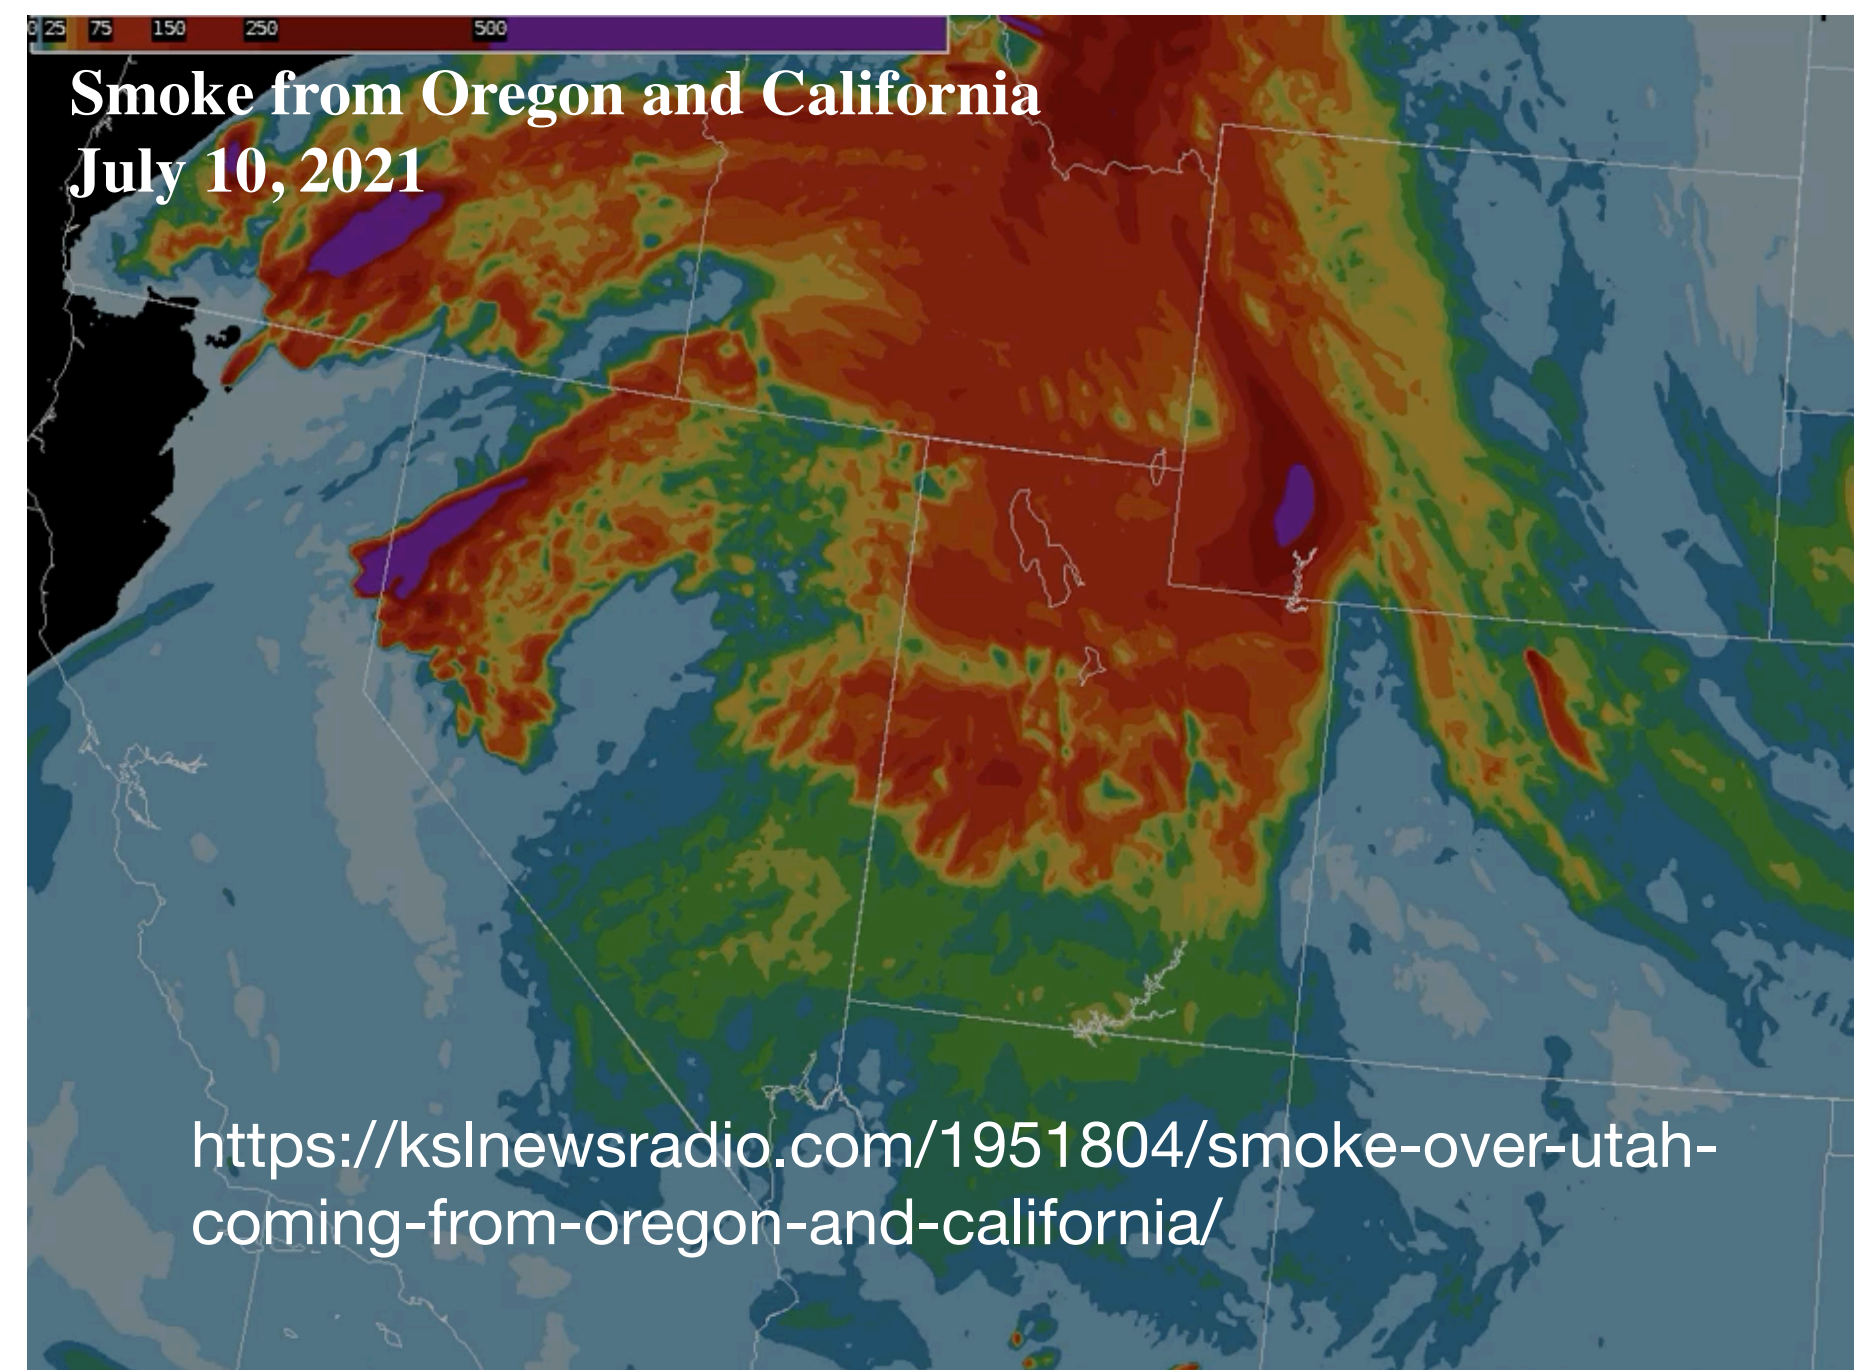 0 25 75 150 250 500
Smoke from Oregon and California
July 10, 2021
https://kslnewsradio.com/1951804/smoke-over-utah-
coming-from-oregon-and-california/